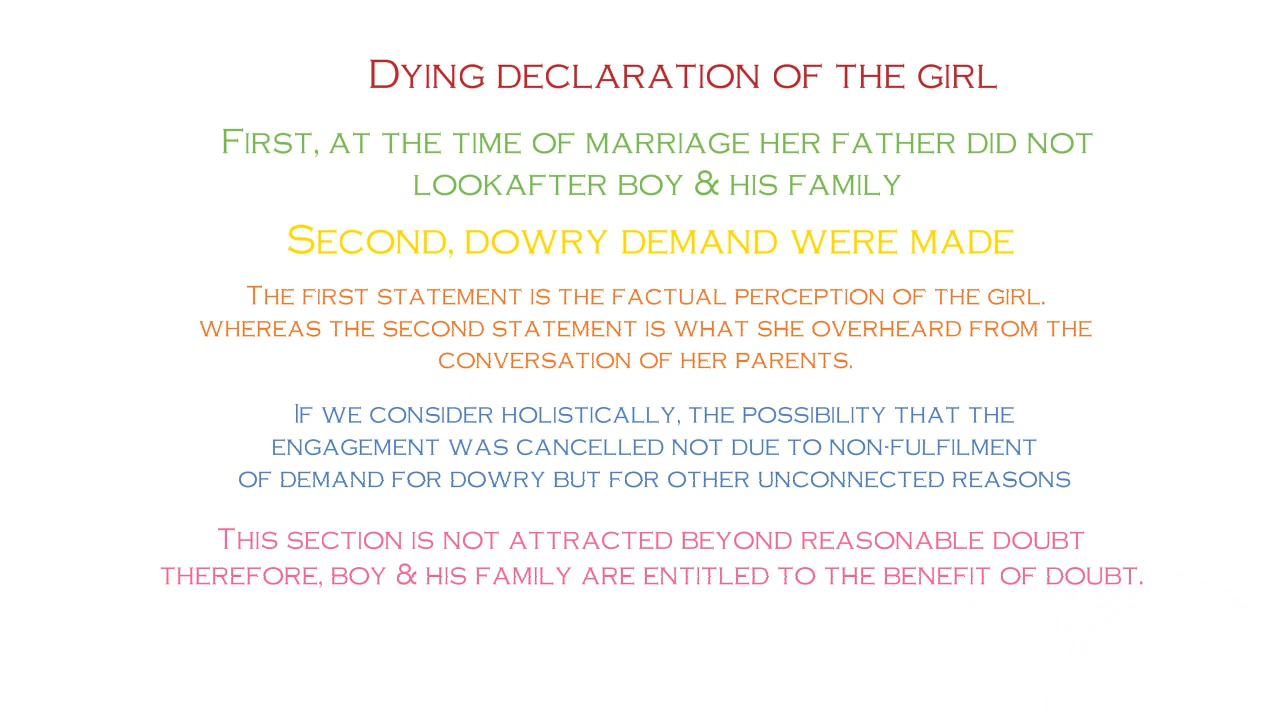 Dying declaration of the girl
First, at the time of marriage her father did not
lookafter boy & his family
Second, dowry demand were made
The first statement is the factual perception of the girl.
whereas the second statement is what she overheard from the
conversation of her parents.
If we consider holistically, the possibility that the
engagement was cancelled not due to non-fulfilment
of demand for dowry but for other unconnected reasons
This section is not attracted beyond reasonable doubt
therefore, boy & his family are entitled to the benefit of doubt.